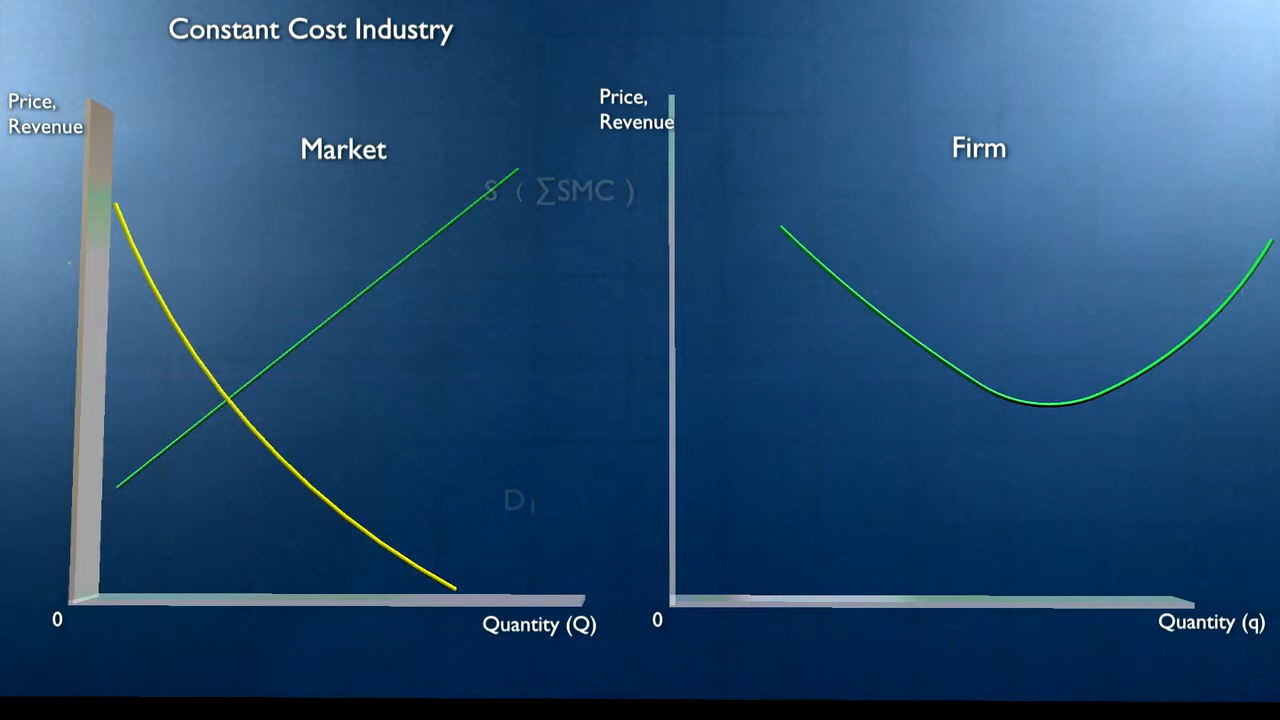 Constant Cost Industry
Price,
Revenue
Market
S ( ∑SMC )
D₁
0
Quantity (Q)
Price,
Revenue
Firm
0
Quantity (q)